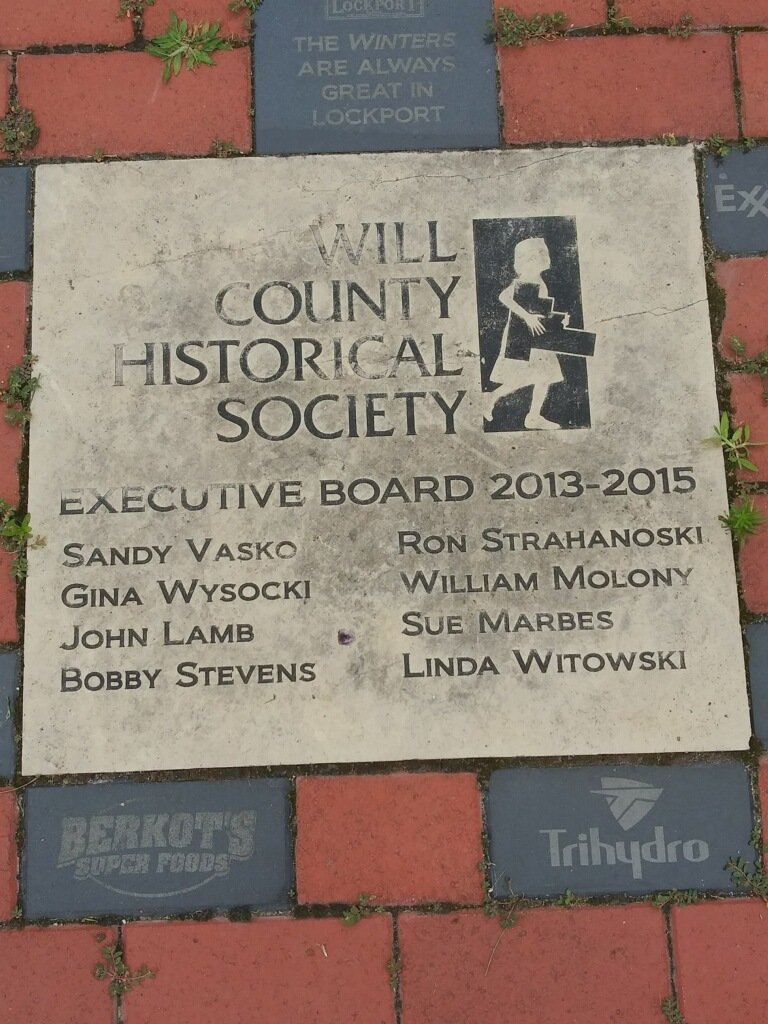 LOCKPORT
THE WINTERS
ARE ALWAYS
GREAT IN
LOCKPORT
WILL
COUNTY
HISTORICAL
SOCIETY
EXECUTIVE BOARD 2013-2015
SANDY VASKO
GINA WYSOCKI
JOHN LAMB
BOBBY STEVENS
RON STRAHANOSKI
WILLIAM MOLONY
SUE MARBES
LINDA WITOWSKI
BERKOT'S
SUPER FOODS
Trihydro